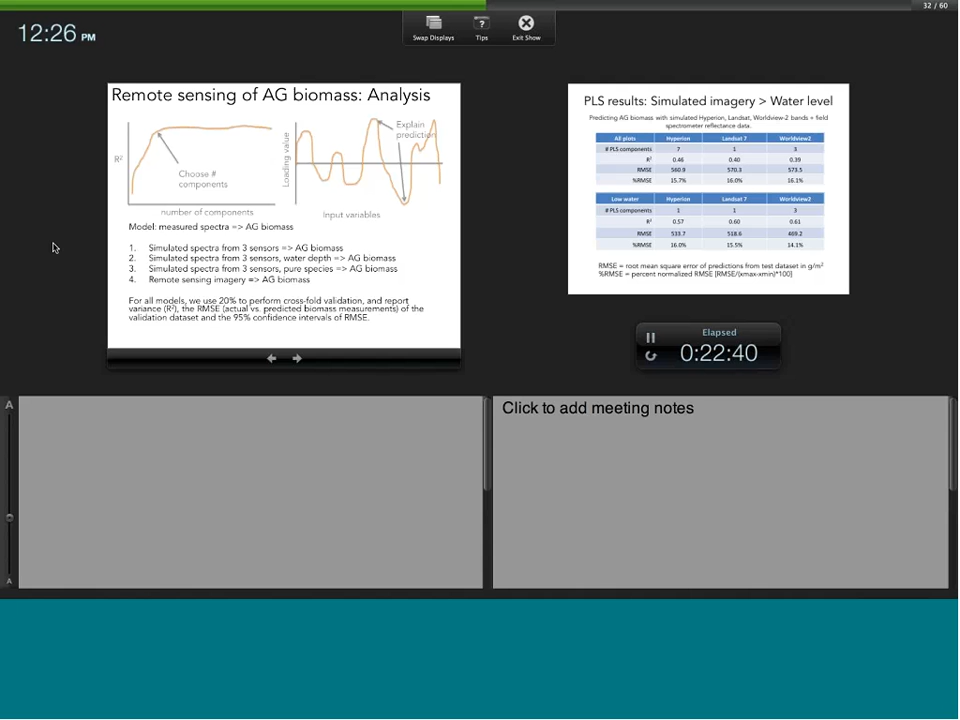 32 / 60
12:26 PM
Swap Displays
Tips
Exit Show
Remote sensing of AG biomass: Analysis
R²
Choose #
components
number of components
Loading value
Explain
prediction
Input variables
Model: measured spectra => AG biomass
1. Simulated spectra from 3 sensors => AG biomass
2. Simulated spectra from 3 sensors, water depth => AG biomass
3. Simulated spectra from 3 sensors, pure species => AG biomass
4. Remote sensing imagery => AG biomass
For all models, we use 20% to perform cross-fold validation, and report
variance (R²), the RMSE (actual vs. predicted biomass measurements) of the
validation dataset and the 95% confidence intervals of RMSE.
PLS results: Simulated imagery > Water level
Predicting AG biomass with simulated Hyperion, Landsat, Worldview-2 bands + field
spectrometer reflectance data.
All plots Hyperion Landsat 7 Worldview2
# PLS components 7 1 3
R² 0.46 0.40 0.39
RMSE 560.9 570.3 573.5
%RMSE 15.7% 16.0% 16.1%
Low water Hyperion Landsat 7 Worldview2
# PLS components 1 1 3
R² 0.57 0.60 0.61
RMSE 533.7 518.6 469.2
%RMSE 16.0% 15.5% 14.1%
RMSE = root mean square error of predictions from test dataset in g/m²
%RMSE = percent normalized RMSE [RMSE/(xmax-xmin)*100]
Elapsed
0:22:40
A
A
Click to add meeting notes